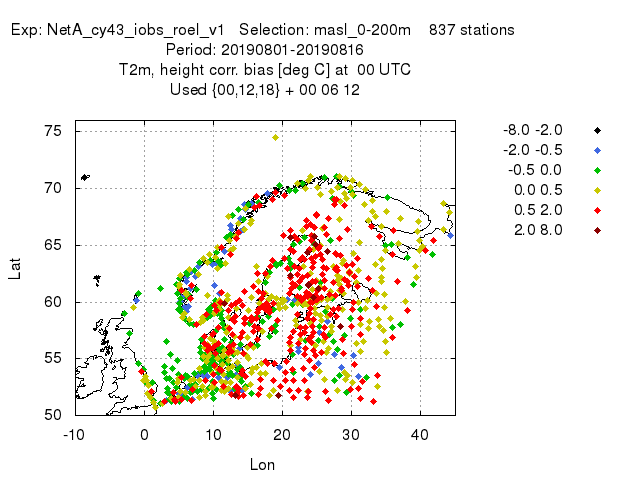 Exp: NetA_cy43_iobs_roel_v1 Selection: masl_0-200m 837 stations
Period: 20190801-20190816
T2m, height corr. bias [deg C] at 00 UTC
Used {00,12,18} + 00 06 12
-8.0 -2.0
-2.0 -0.5
-0.5 0.0
0.0 0.5
0.5 2.0
2.0 8.0
75
70
65
60
55
50
Lat
-10 0 10 20 30 40
Lon